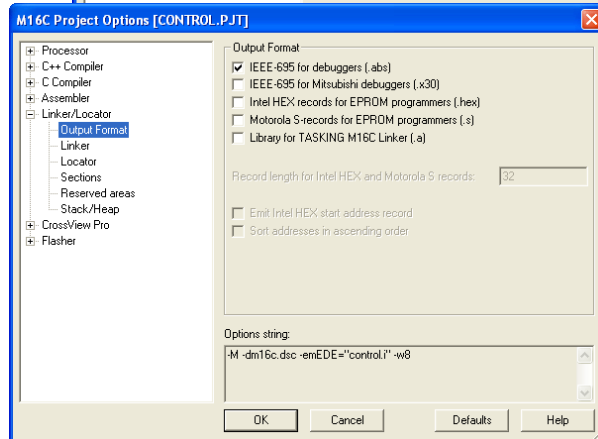 M16C Project Options [CONTROL.PJT]
Processor
C++ Compiler
C Compiler
Assembler
Linker/Locator
Output Format
Linker
Locator
Sections
Reserved areas
Stack/Heap
CrossView Pro
Flasher
Output Format
IEEE-695 for debuggers (.abs)
IEEE-695 for Mitsubishi debuggers (.x30)
Intel HEX records for EPROM programmers (.hex)
Motorola S-records for EPROM programmers (.s)
Library for TASKING M16C Linker (.a)
Record length for Intel HEX and Motorola S records: 32
Emit Intel HEX start address record
Sort addresses in ascending order
Options string:
-M -dm16c.dsc -emEDE="control.i" -w8
OK Cancel Defaults Help